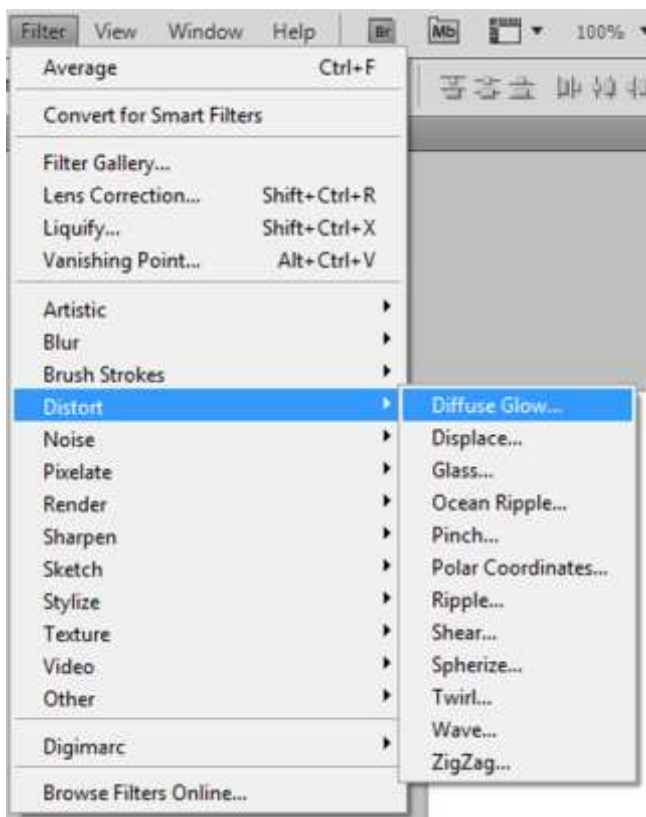 Filter View Window Help Br Mb 100%
Average Ctrl+F
Convert for Smart Filters
Filter Gallery...
Lens Correction... Shift+Ctrl+R
Liquify... Shift+Ctrl+X
Vanishing Point... Alt+Ctrl+V
Artistic
Blur
Brush Strokes
Distort
Noise
Pixelate
Render
Sharpen
Sketch
Stylize
Texture
Video
Other
Digimarc
Browse Filters Online...
Diffuse Glow...
Displace...
Glass...
Ocean Ripple...
Pinch...
Polar Coordinates...
Ripple...
Shear...
Spherize...
Twirl...
Wave...
ZigZag...